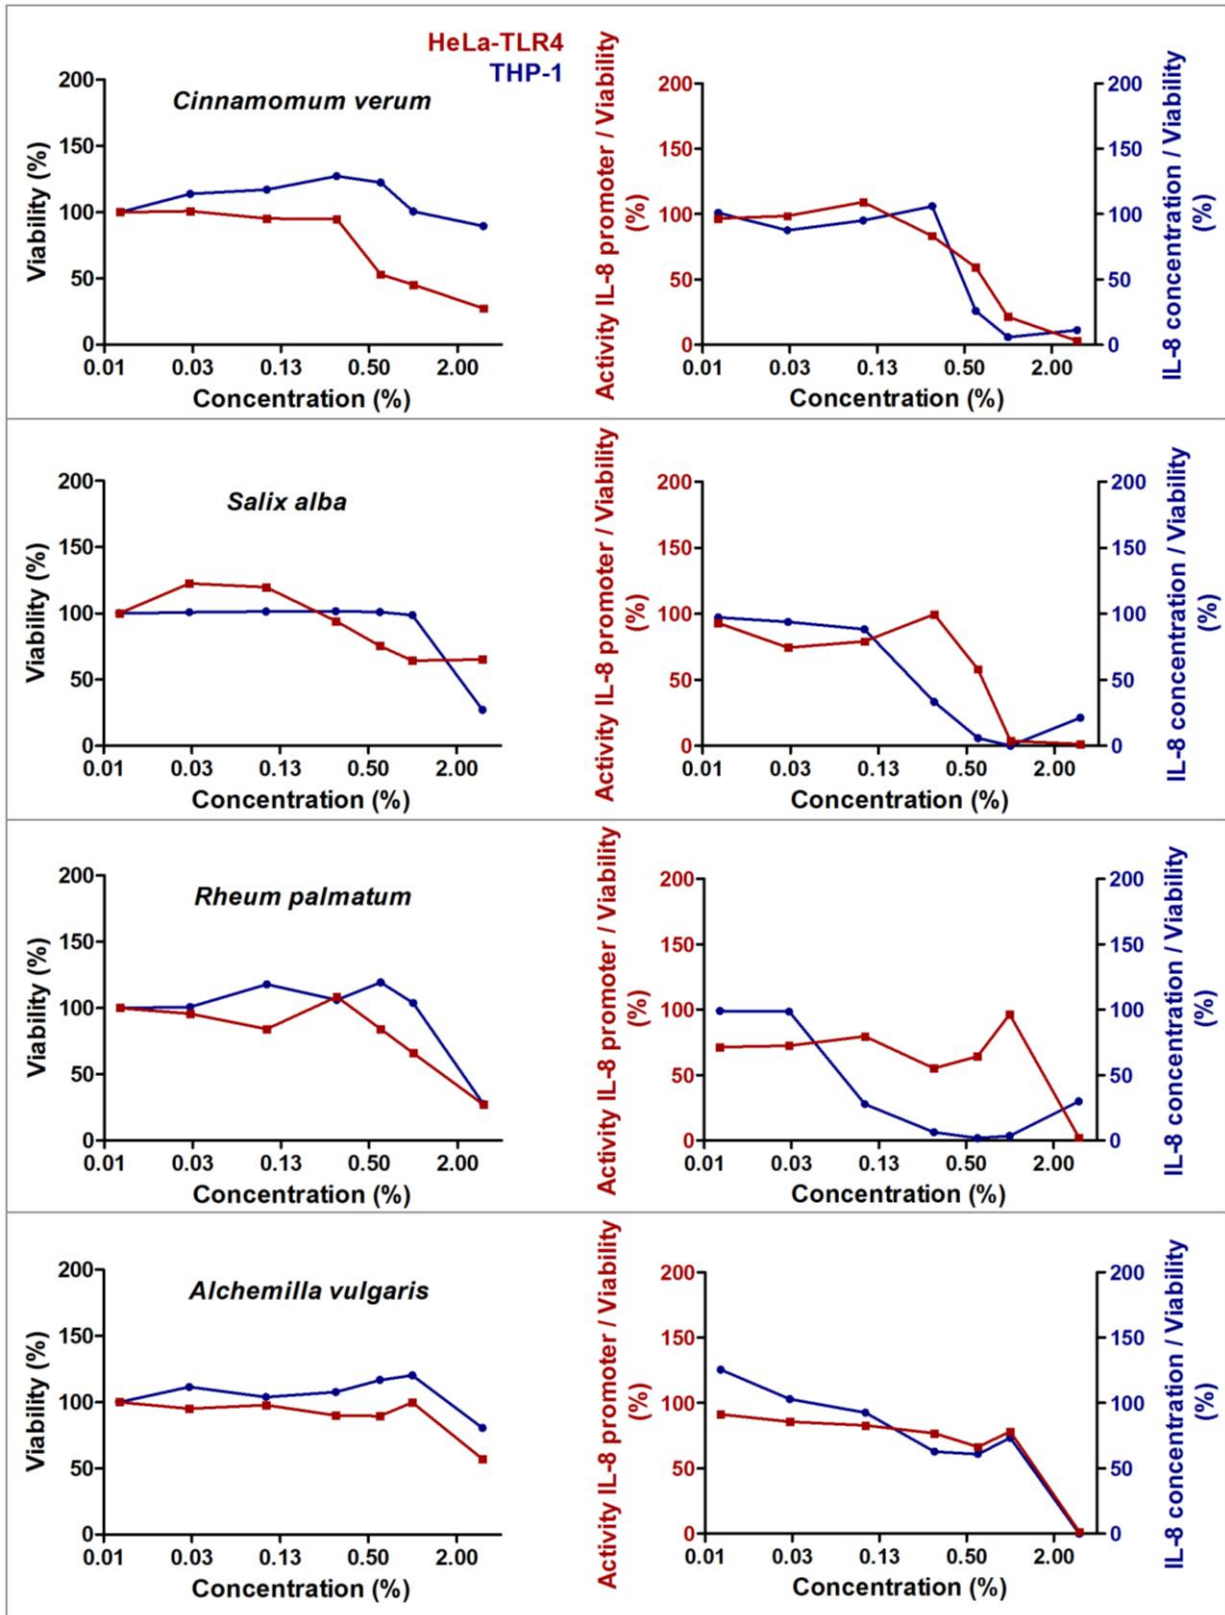 HeLa-TLR4
THP-1
Cinnamomum verum
Viability (%)
200
150
100
50
0
0.01 0.03 0.13 0.50 2.00
Concentration (%)
Activity IL-8 promoter / Viability
(%)
200
150
100
50
0
0.01 0.03 0.13 0.50 2.00
Concentration (%)
200
150
100
50
0
IL-8 concentration / Viability
(%)
Salix alba
Viability (%)
200
150
100
50
0
0.01 0.03 0.13 0.50 2.00
Concentration (%)
Activity IL-8 promoter / Viability
(%)
200
150
100
50
0
0.01 0.03 0.13 0.50 2.00
Concentration (%)
200
150
100
50
0
IL-8 concentration / Viability
(%)
Rheum palmatum
Viability (%)
200
150
100
50
0
0.01 0.03 0.13 0.50 2.00
Concentration (%)
Activity IL-8 promoter / Viability
(%)
200
150
100
50
0
0.01 0.03 0.13 0.50 2.00
Concentration (%)
200
150
100
50
0
IL-8 concentration / Viability
(%)
Alchemilla vulgaris
Viability (%)
200
150
100
50
0
0.01 0.03 0.13 0.50 2.00
Concentration (%)
Activity IL-8 promoter / Viability
(%)
200
150
100
50
0
0.01 0.03 0.13 0.50 2.00
Concentration (%)
200
150
100
50
0
IL-8 concentration / Viability
(%)